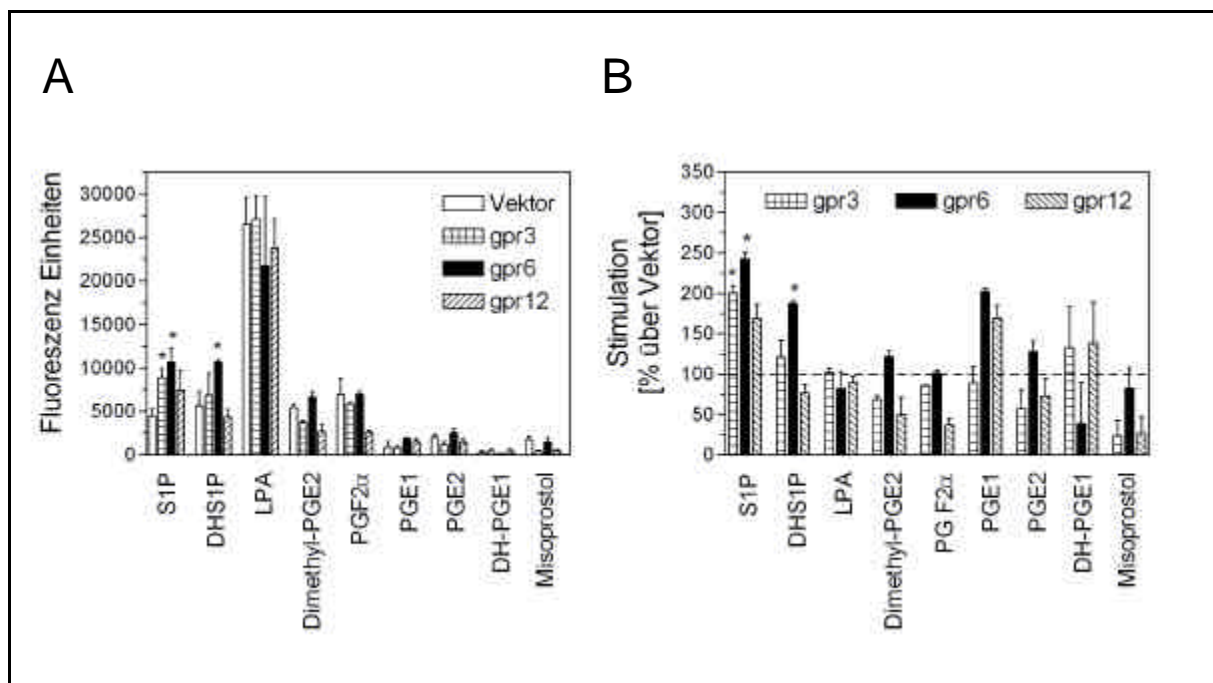 A
B
Fluoreszenz Einheiten
30000
25000
20000
15000
10000
5000
0
Vektor
gpr3
gpr6
gpr12
* * *
S1P
DHS1P
LPA
Dimethyl-PGE2
PGF2α
PGE1
PGE2
DH-PGE1
Misoprostol
Stimulation
[% über Vektor]
350
300
250
200
150
100
50
0
gpr3 gpr6 gpr12
* * *
S1P
DHS1P
LPA
Dimethyl-PGE2
PG F2α
PGE1
PGE2
DH-PGE1
Misoprostol